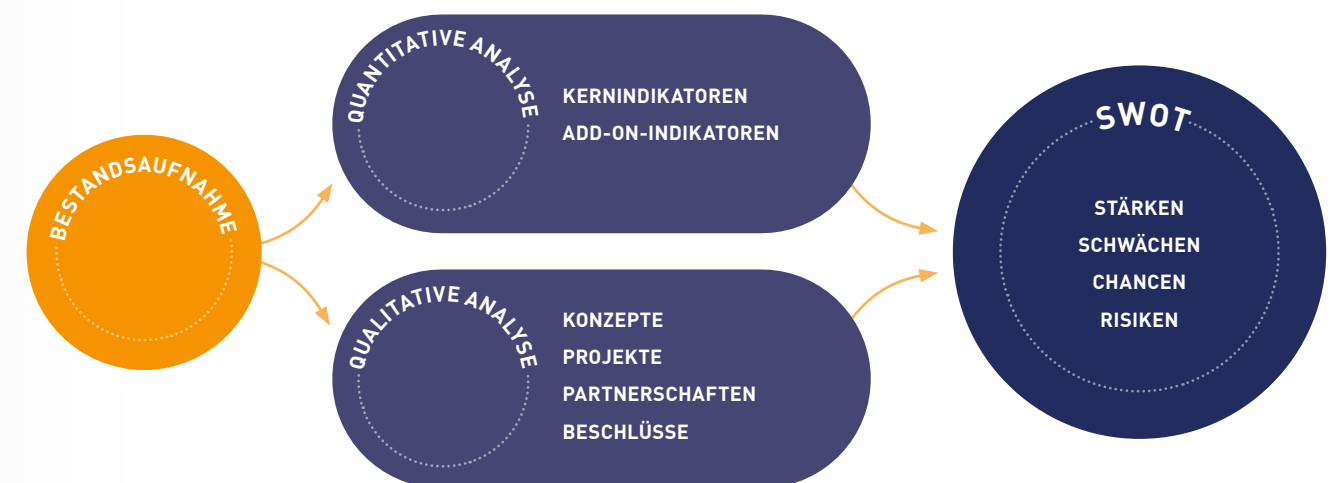 BESTANDSAUFNAHME
QUANTITATIVE ANALYSE
KERNINDIKATOREN
ADD-ON-INDIKATOREN
QUALITATIVE ANALYSE
KONZEPTE
PROJEKTE
PARTNERSCHAFTEN
BESCHLÜSSE
SWOT
STÄRKEN
SCHWÄCHEN
CHANCEN
RISIKEN